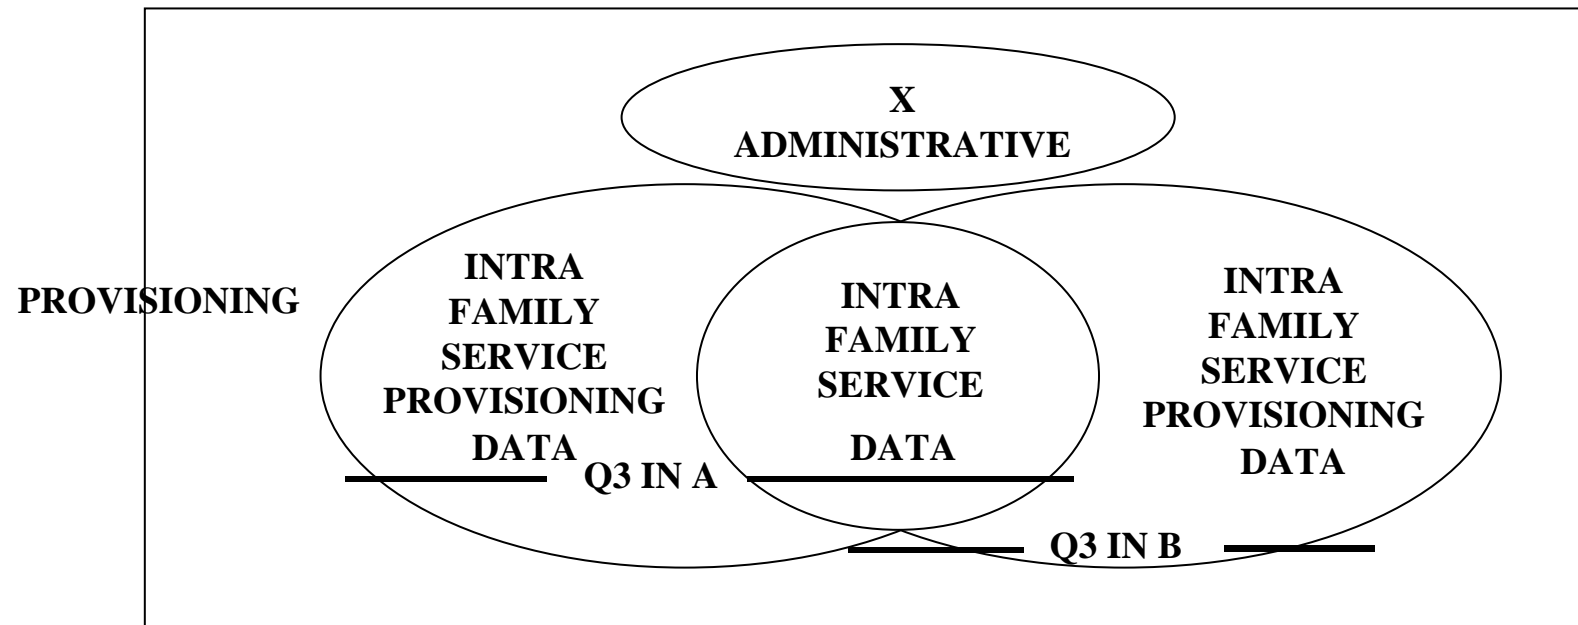 X
ADMINISTRATIVE
PROVISIONING
INTRA
FAMILY
SERVICE
PROVISIONING
DATA
INTRA
FAMILY
SERVICE
DATA
INTRA
FAMILY
SERVICE
PROVISIONING
DATA
Q3 IN A
Q3 IN B